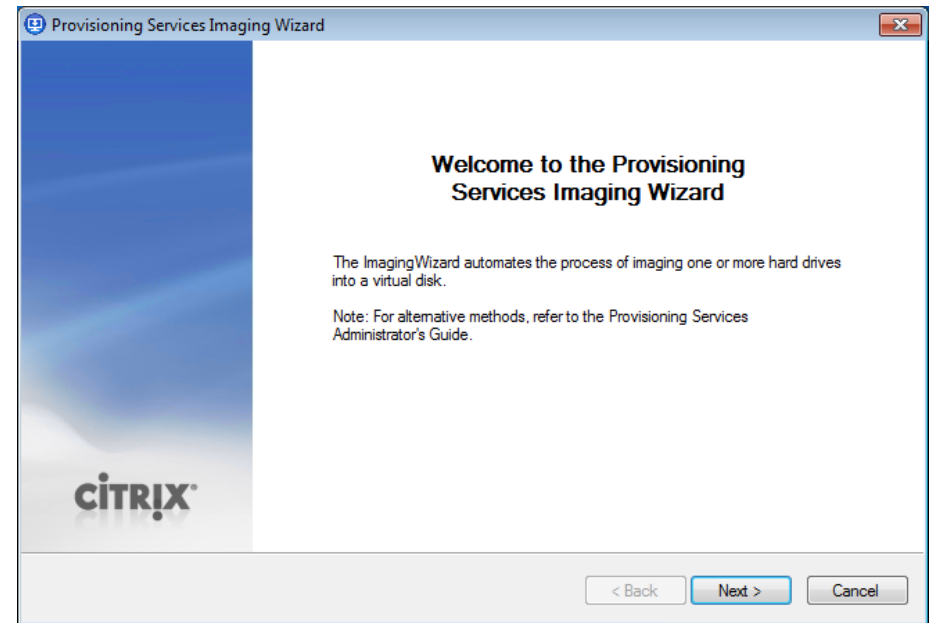 Provisioning Services Imaging Wizard
Welcome to the Provisioning
Services Imaging Wizard
The ImagingWizard automates the process of imaging one or more hard drives
into a virtual disk.
Note: For alternative methods, refer to the Provisioning Services
Administrator's Guide.
CİTRIX
< Back
Next >
Cancel